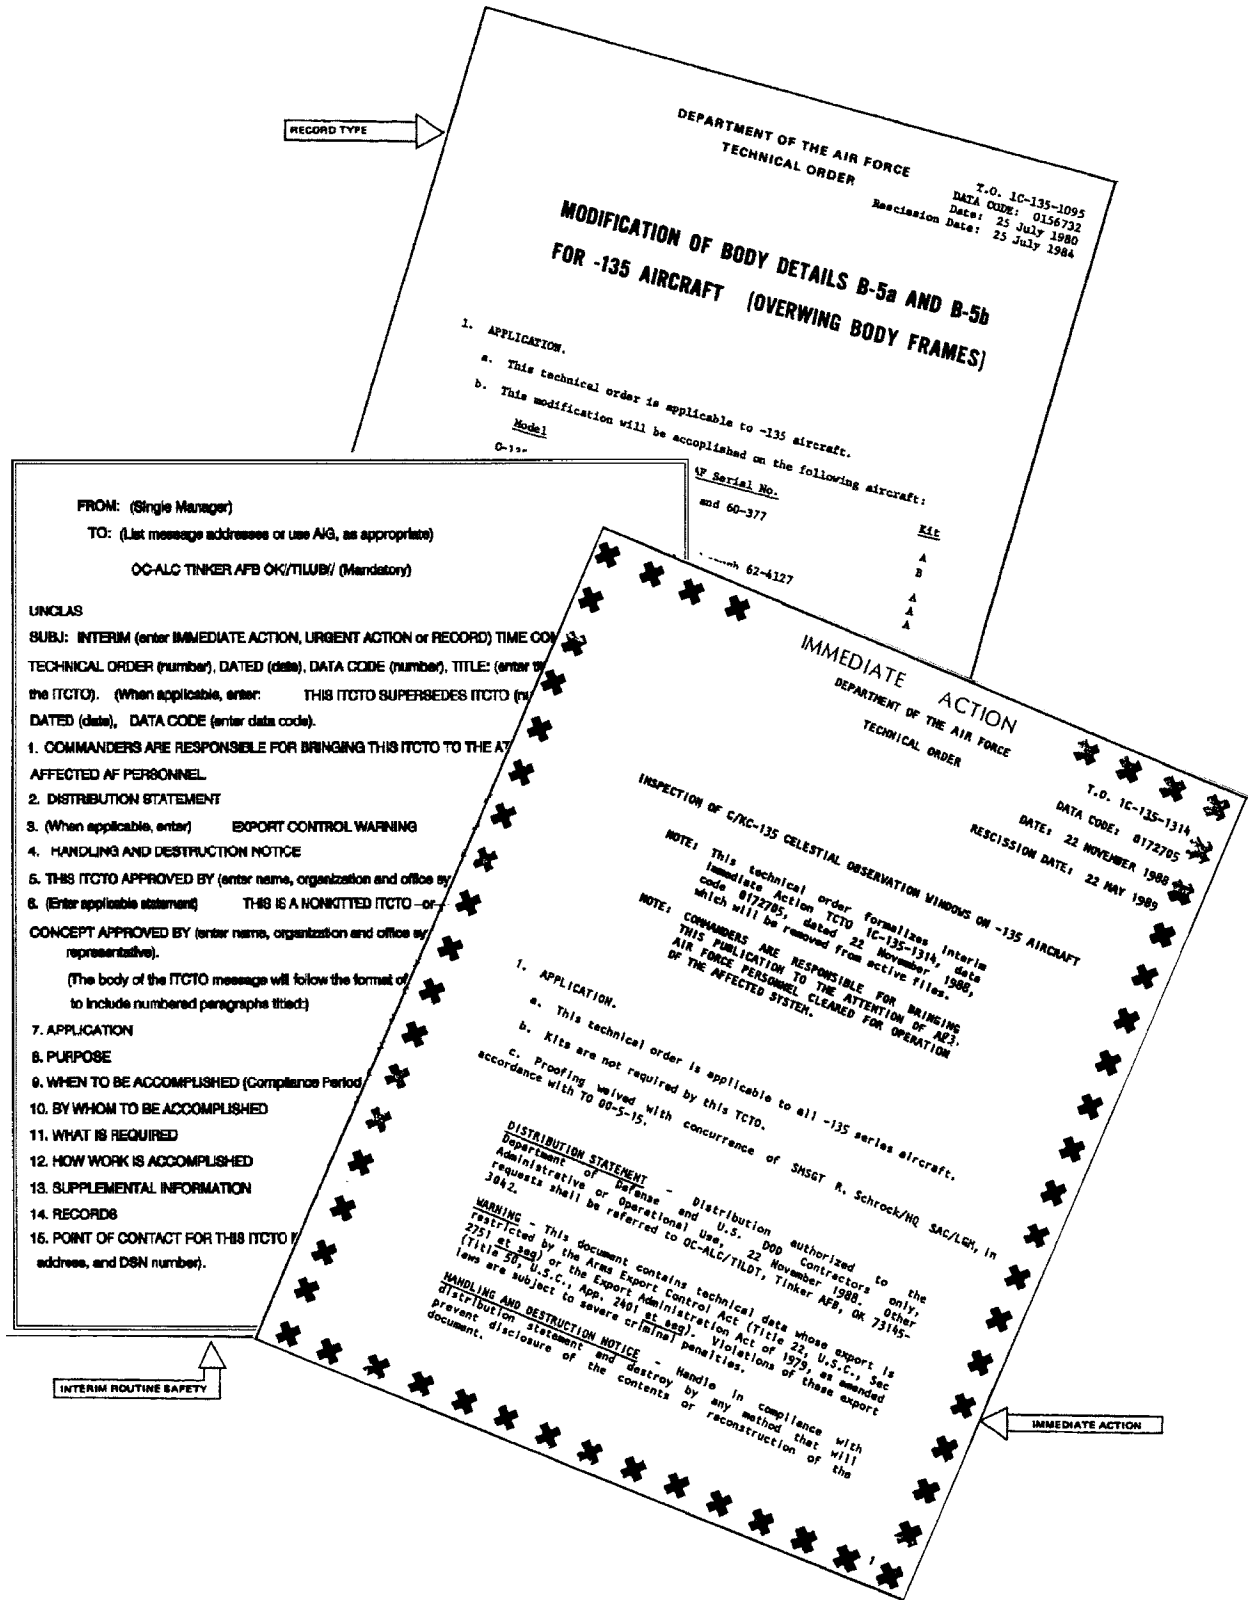 RECORD TYPE
DEPARTMENT OF THE AIR FORCE
TECHNICAL ORDER
T.O. 1C-135-1095
DATA CODE: 0156732
Date: 25 July 1980
Rescission Date: 25 July 1984
MODIFICATION OF BODY DETAILS B-5a AND B-5b
FOR -135 AIRCRAFT (OVERWING BODY FRAMES)
1. APPLICATION.
a. This technical order is applicable to -135 aircraft.
b. This modification will be accoplished on the following aircraft:
Model
AF Serial No.
Kit
and 60-377
A
B
62-4127
A
A
A
FROM: (Single Manager)
TO: (List message addresses or use AIG, as appropriate)
OC-ALC TINKER AFB OK//TILUB// (Mandatory)
UNCLAS
SUBJ: INTERIM (enter IMMEDIATE ACTION, URGENT ACTION or RECORD) TIME
TECHNICAL ORDER (number), DATED (date), DATA CODE (number), TITLE: (enter
the ITCTO). (When applicable, enter: THIS ITCTO SUPERSEDES ITCTO
DATED (date), DATA CODE (enter data code).
1. COMMANDERS ARE RESPONSIBLE FOR BRINGING THIS ITCTO TO THE
AFFECTED AF PERSONNEL.
2. DISTRIBUTION STATEMENT
3. (When applicable, enter) EXPORT CONTROL WARNING
4. HANDLING AND DESTRUCTION NOTICE
5. THIS ITCTO APPROVED BY (enter name, organization and office sy
6. (Enter applicable statement) THIS IS A NONKITTED ITCTO -or-
CONCEPT APPROVED BY (enter name, organization and office sy
representative).
(The body of the ITCTO message will follow the format of
to include numbered paragraphs titled:)
7. APPLICATION
8. PURPOSE
9. WHEN TO BE ACCOMPLISHED (Compliance Period
10. BY WHOM TO BE ACCOMPLISHED
11. WHAT IS REQUIRED
12. HOW WORK IS ACCOMPLISHED
13. SUPPLEMENTAL INFORMATION
14. RECORDS
15. POINT OF CONTACT FOR THIS ITCTO
address, and DSN number).
INTERIM ROUTINE SAFETY
IMMEDIATE ACTION
DEPARTMENT OF THE AIR FORCE
TECHNICAL ORDER
T.O. 1C-135-1314
DATA CODE: 0172705
DATE: 22 NOVEMBER 1988
RESCISSION DATE: 22 MAY 1989
INSPECTION OF C/KC-135 CELESTIAL OBSERVATION WINDOWS ON -135 AIRCRAFT
NOTE: This technical order formalizes interim
Immediate Action TCTO 1C-135-1314, data
code 0172705, dated 22 November 1988,
which will be removed from active files.
NOTE: COMMANDERS ARE RESPONSIBLE FOR BRINGING
THIS PUBLICATION TO THE ATTENTION OF
AIR FORCE PERSONNEL CLEARED FOR OPERATION
OF THE AFFECTED SYSTEM.
1. APPLICATION.
a. This technical order is applicable to all -135 series aircraft.
b. Kits are not required by this TCTO.
c. Proofing waived with concurrence of SMSGT R. Schrock/HQ SAC/LGM, in
accordance with TO 00-5-15.
DISTRIBUTION STATEMENT - Distribution authorized to the
Department of Defense and U.S. DOD Contractors only,
Administrative or Operational Use, 22 November 1988. Other
requests shall be referred to OC-ALC/TILDT, Tinker AFB, OK 73145-
3042.
WARNING - This document contains technical data whose export is
restricted by the Arms Export Control Act (Title 22, U.S.C., Sec
2751 et seq) or the Export Administration Act of 1979, as amended
(Title 50, U.S.C., App. 2401 et seq). Violations of these export
laws are subject to severe criminal penalties.
HANDLING AND DESTRUCTION NOTICE - Handle in compliance with
distribution statement and destroy by any method that will
prevent disclosure of the contents or reconstruction of the
document.
1
IMMEDIATE ACTION